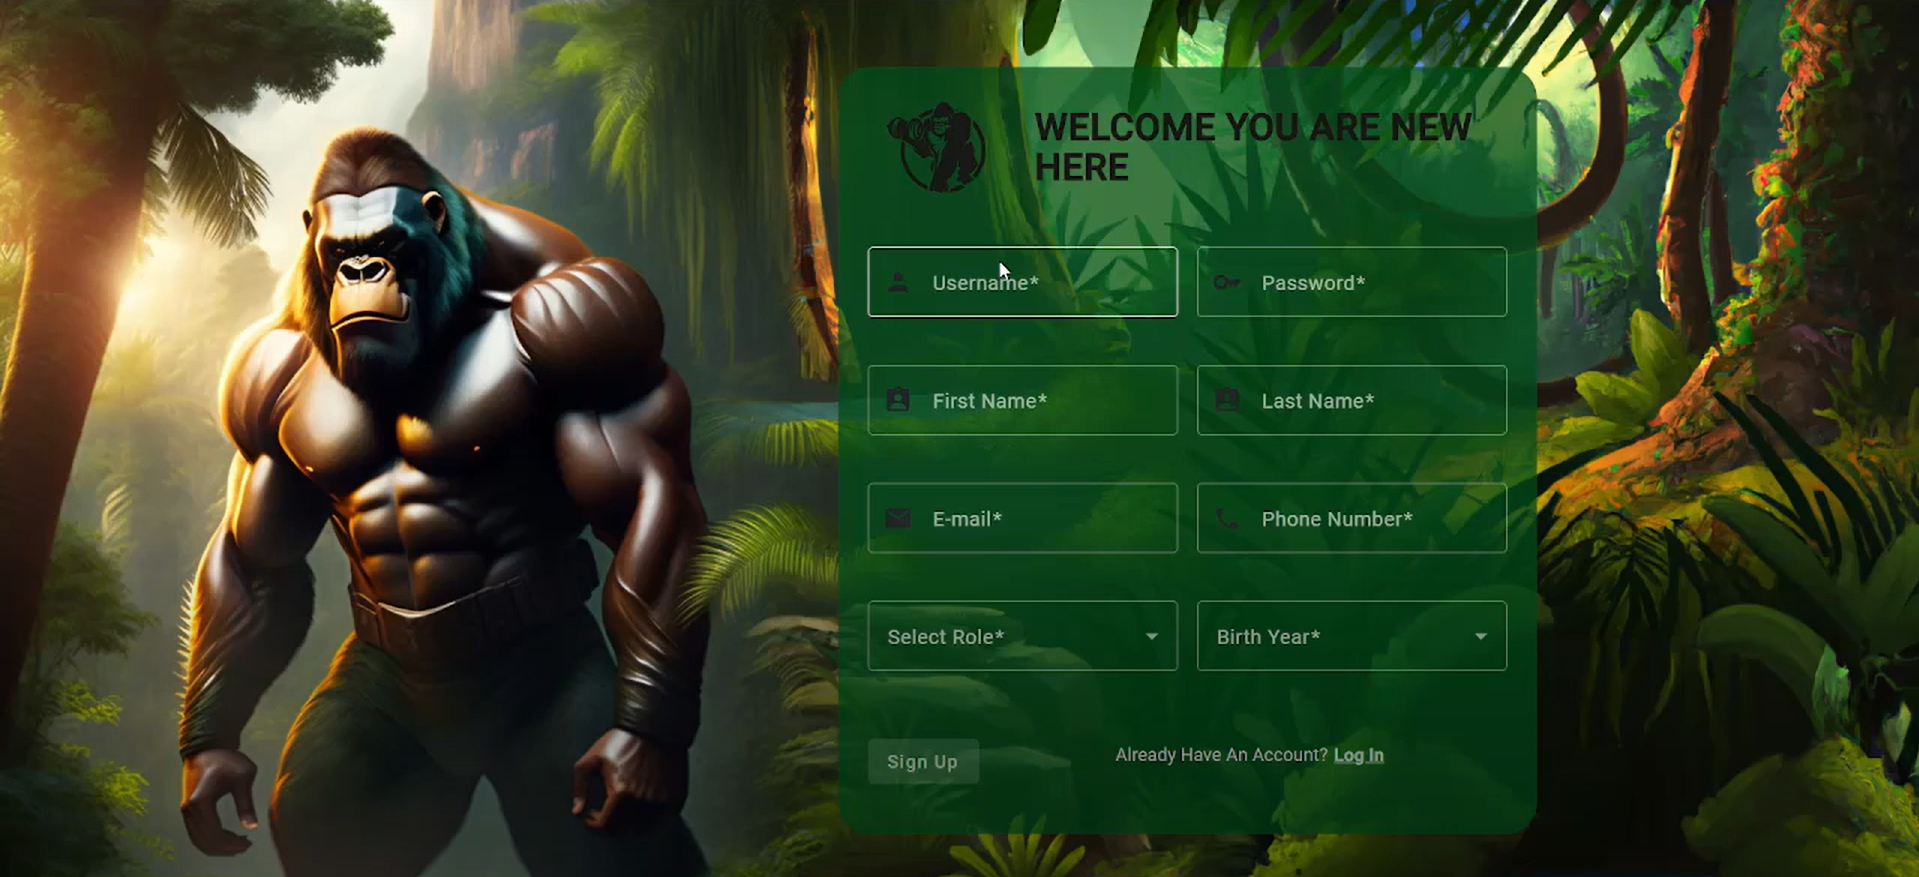 WELCOME YOU ARE NEW
HERE
Username*
Password*
First Name*
Last Name*
E-mail*
Phone Number*
Select Role*
Birth Year*
Sign Up
Already Have An Account? Log In